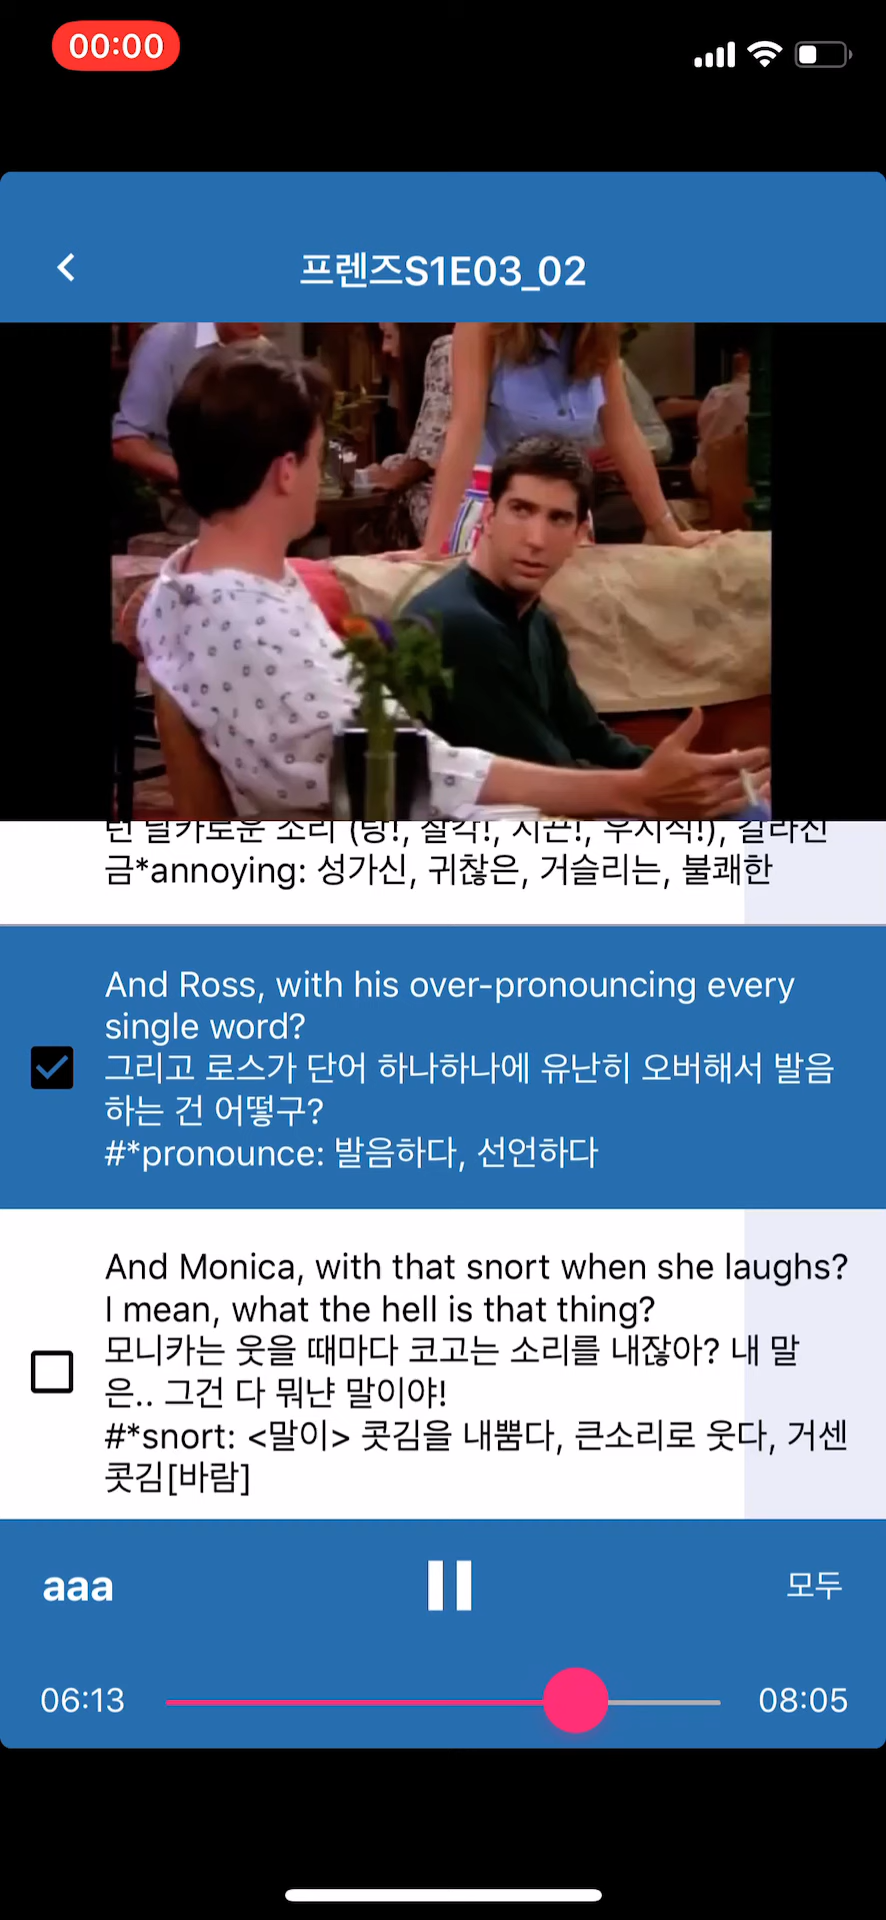 00:00
프렌즈S1E03_02
금*annoying: 성가신, 귀찮은, 거슬리는, 불쾌한
And Ross, with his over-pronouncing every
single word?
그리고 로스가 단어 하나하나에 유난히 오버해서 발음
하는 건 어떻구?
#*pronounce: 발음하다, 선언하다
And Monica, with that snort when she laughs?
I mean, what the hell is that thing?
모니카는 웃을 때마다 코고는 소리를 내잖아? 내 말
은.. 그건 다 뭐냔 말이야!
#*snort: <말이> 콧김을 내뿜다, 큰소리로 웃다, 거센
콧김[바람]
aaa
모두
06:13
08:05